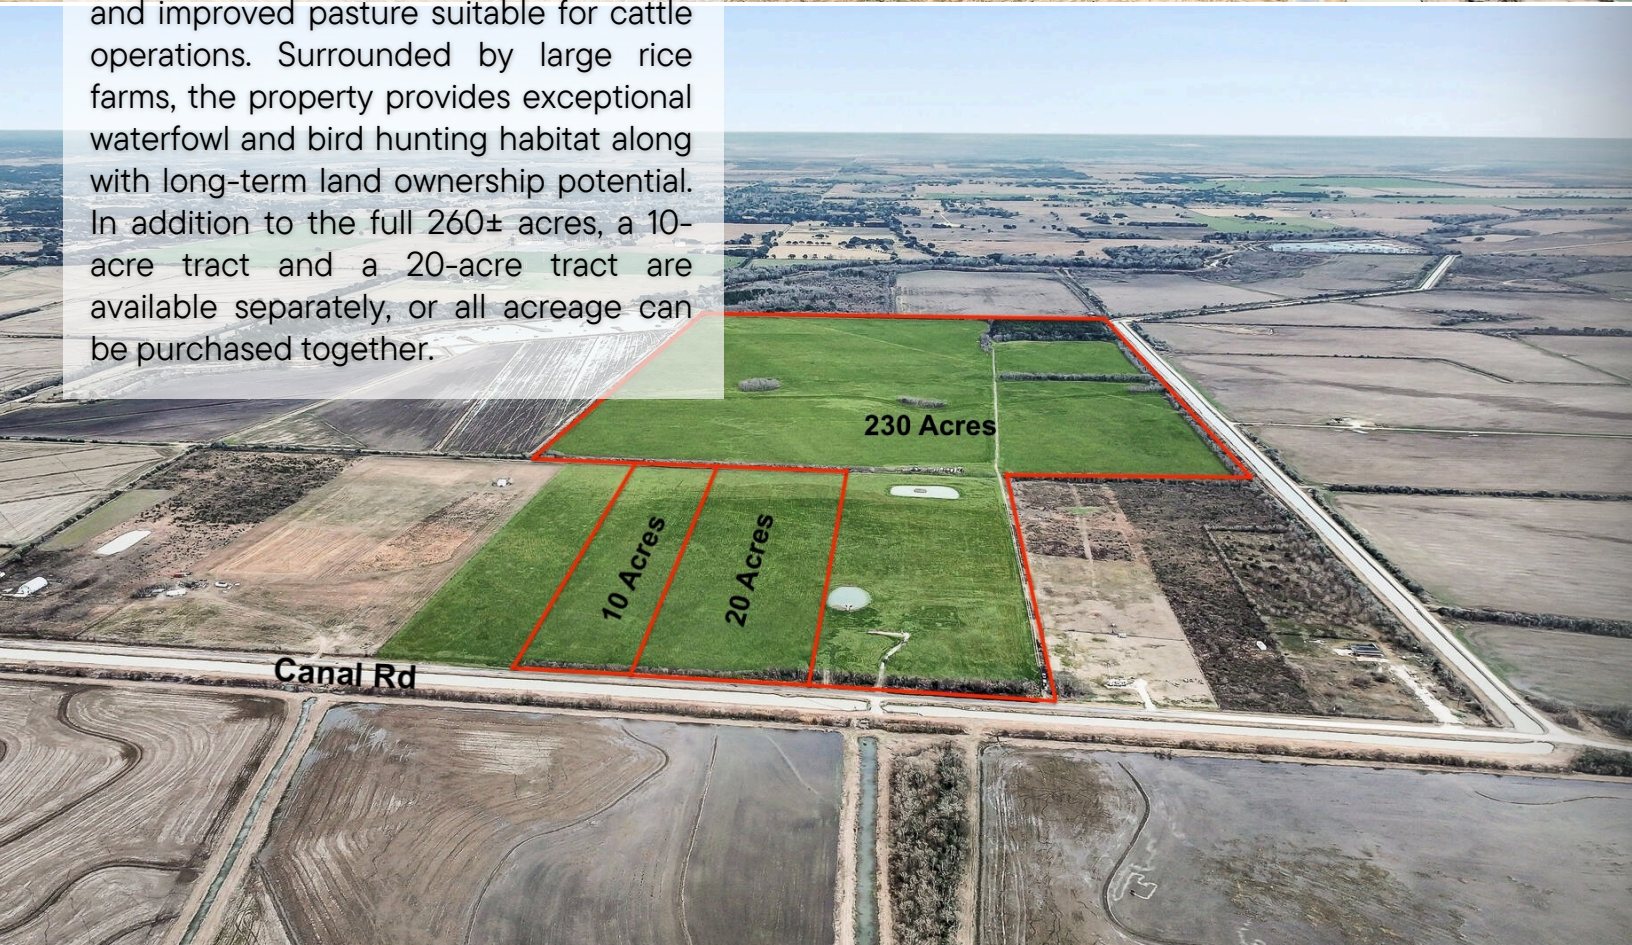 and improved pasture suitable for cattle
operations. Surrounded by large rice
farms, the property provides exceptional
waterfowl and bird hunting habitat along
with long-term land ownership potential.
In addition to the full 260± acres, a 10-
acre tract and a 20-acre tract are
available separately, or all acreage can
be purchased together.
230 Acres
10 Acres
20 Acres
Canal Rd